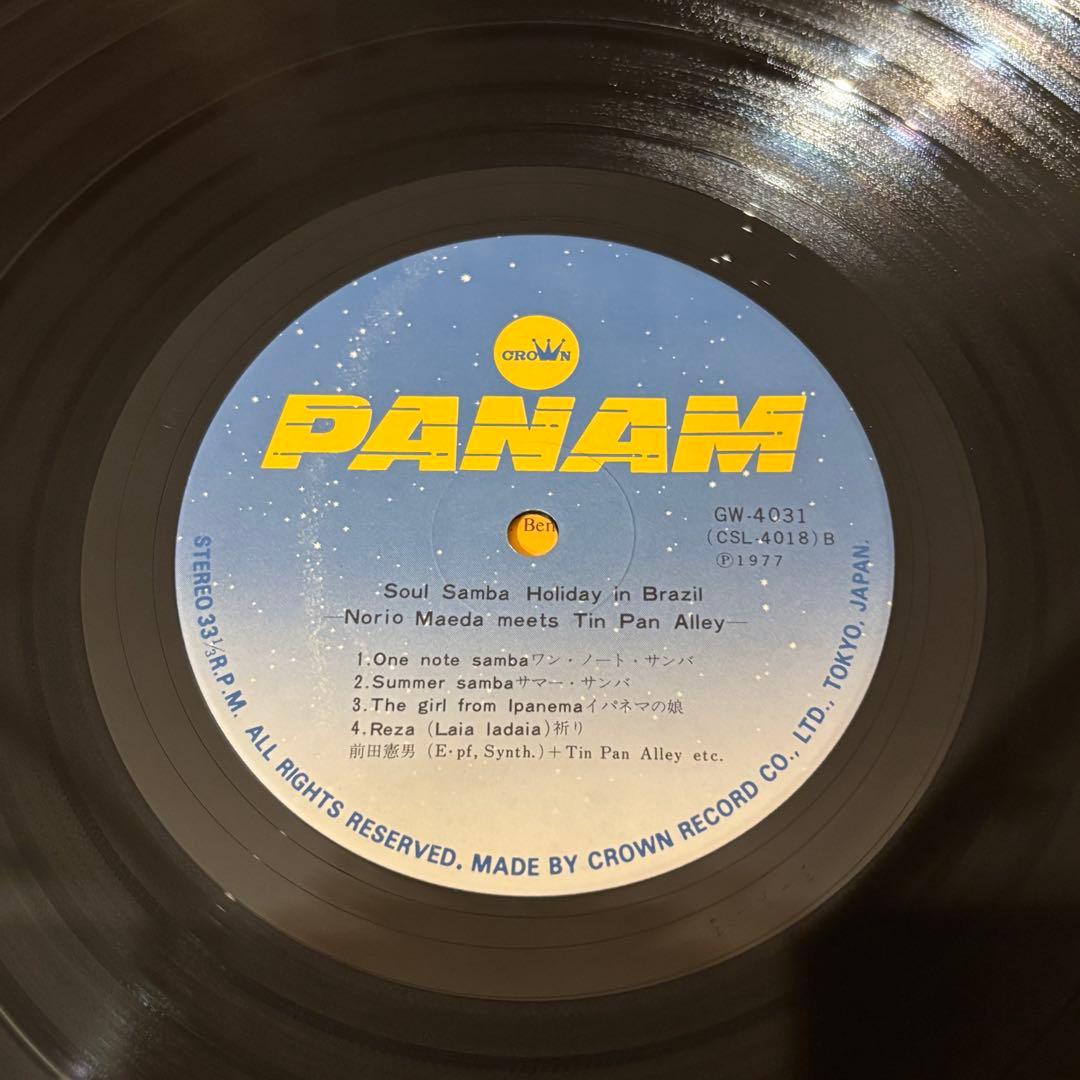 CROWN
PANAM
GW-4031
(CSL-4018) B
Ⓟ1977
. Ben
Soul Samba Holiday in Brazil
—Norio Maeda meets Tin Pan Alley—
1.One note sambaワン・ノート・サンバ
2.Summer sambaサマー・サンバ
3.The girl from Ipanemaイパネマの娘
4.Reza (Laia ladaia)祈り
前田憲男 (E·pf, Synth.)+Tin Pan Alley etc.
STEREO 33⅓ R.P.M. ALL RIGHTS RESERVED. MADE BY CROWN RECORD CO., LTD., TOKYO, JAPAN.